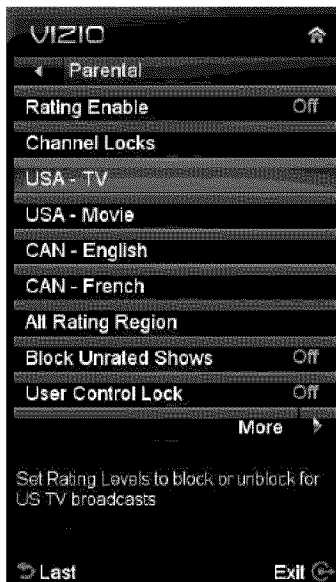 VIZIO
Parental
Rating Enable Off
Channel Locks
USA - TV
USA - Movie
CAN - English
CAN - French
Alt Rating Region
Block Unrated Shows Off
User Control Lock Off
More
Set Rating Levels to block or unblock for
US TV broadcasts
Last Exit